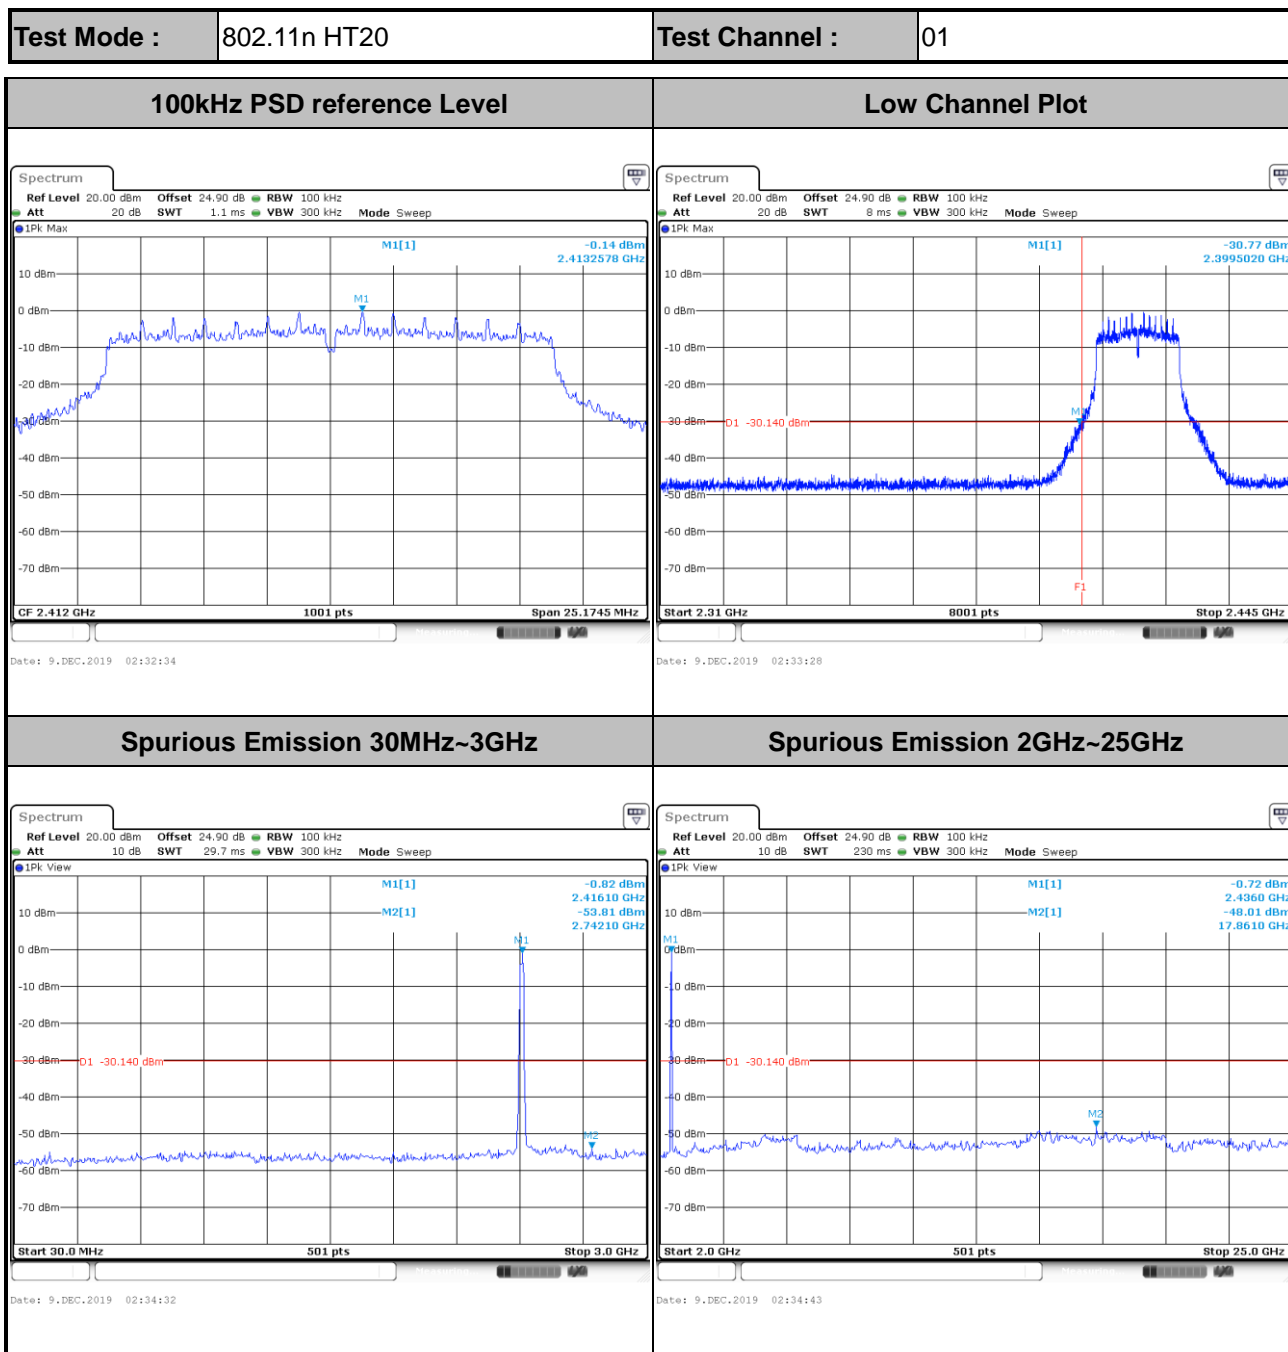 Test Mode : 802.11n HT20 Test Channel : 01
100kHz PSD reference Level
Low Channel Plot
Spectrum
Ref Level 20.00 dBm Offset 24.90 dB RBW 100 kHz
Att 20 dB SWT 1.1 ms VBW 300 kHz Mode Sweep
1Pk Max
M1[1] -0.14 dBm
2.4132578 GHz
10 dBm
M1
0 dBm
-10 dBm
-20 dBm
-30 dBm
-40 dBm
-50 dBm
-60 dBm
-70 dBm
CF 2.412 GHz 1001 pts Span 25.1745 MHz
Date: 9.DEC.2019 02:32:34
Spectrum
Ref Level 20.00 dBm Offset 24.90 dB RBW 100 kHz
Att 20 dB SWT 8 ms VBW 300 kHz Mode Sweep
1Pk Max
M1[1] -30.77 dBm
2.3995020 GHz
10 dBm
0 dBm
-10 dBm
-20 dBm
-30 dBm D1 -30.140 dBm
-40 dBm
-50 dBm
-60 dBm
-70 dBm
F1
Start 2.31 GHz 8001 pts Stop 2.445 GHz
Date: 9.DEC.2019 02:33:28
Spurious Emission 30MHz~3GHz
Spurious Emission 2GHz~25GHz
Spectrum
Ref Level 20.00 dBm Offset 24.90 dB RBW 100 kHz
Att 10 dB SWT 29.7 ms VBW 300 kHz Mode Sweep
1Pk View
M1[1] -0.82 dBm
2.41610 GHz
10 dBm M2[1] -53.81 dBm
2.74210 GHz
M1
0 dBm
-10 dBm
-20 dBm
-30 dBm D1 -30.140 dBm
-40 dBm
-50 dBm
M2
-60 dBm
-70 dBm
Start 30.0 MHz 501 pts Stop 3.0 GHz
Date: 9.DEC.2019 02:34:32
Spectrum
Ref Level 20.00 dBm Offset 24.90 dB RBW 100 kHz
Att 10 dB SWT 230 ms VBW 300 kHz Mode Sweep
1Pk View
M1[1] -0.72 dBm
2.4360 GHz
10 dBm M2[1] -48.01 dBm
17.8610 GHz
M1
0 dBm
-10 dBm
-20 dBm
-30 dBm D1 -30.140 dBm
-40 dBm
M2
-50 dBm
-60 dBm
-70 dBm
Start 2.0 GHz 501 pts Stop 25.0 GHz
Date: 9.DEC.2019 02:34:43